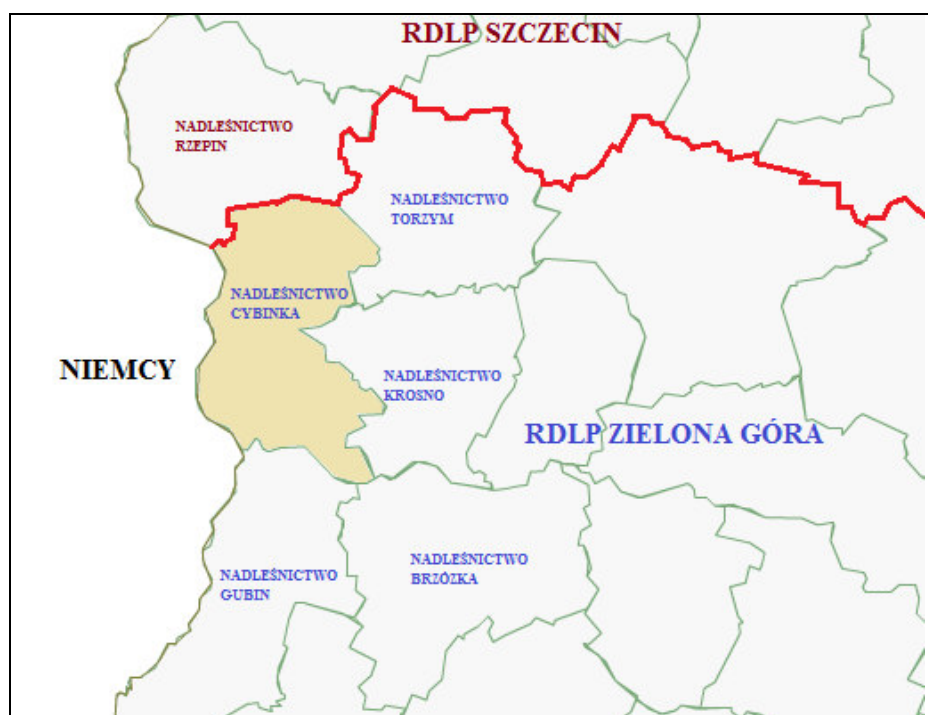 RDLP SZCZECIN
NADLEŚNICTWO
RZEPIN
NADLEŚNICTWO
TORZYM
NADLEŚNICTWO
CYBINKA
NIEMCY
NADLEŚNICTWO
KROSNO
RDLP ZIELONA GÓRA
NADLEŚNICTWO
GUBIN
NADLEŚNICTWO
BRZÓZKA